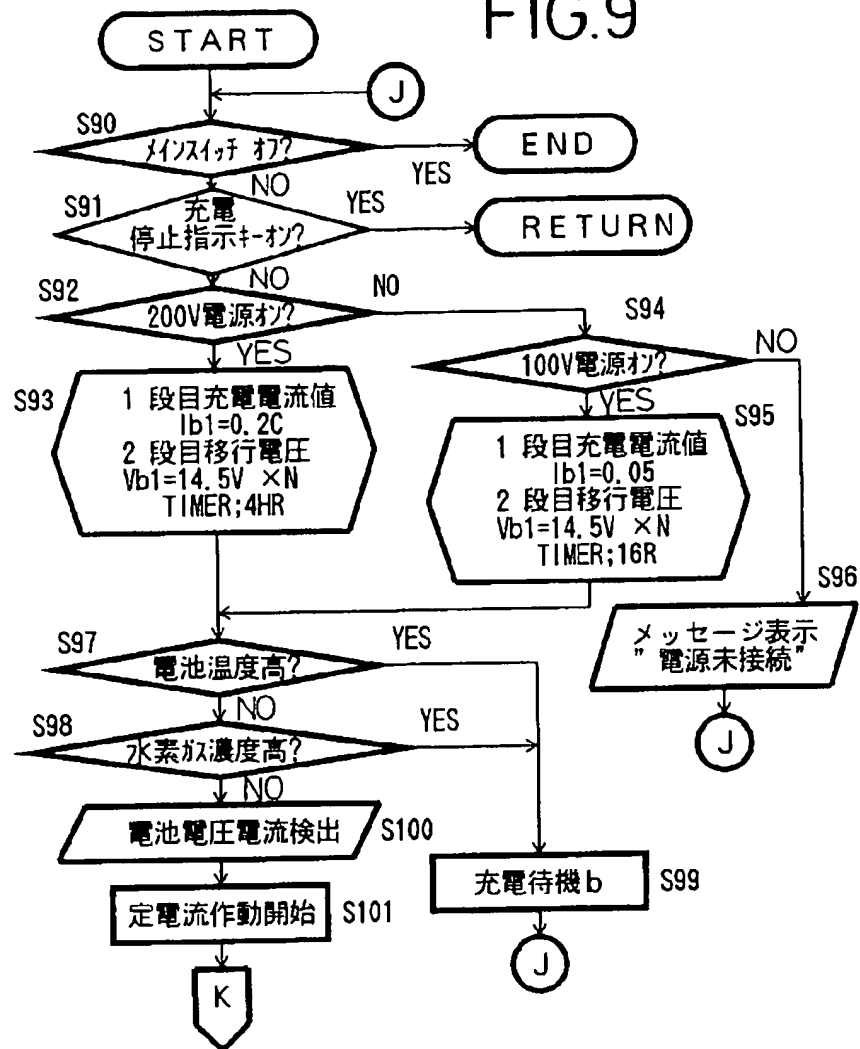 FIG.9
START
J
S90
メインスイッチ オフ?
YES
END
NO
S91
充電
停止指示キーオン?
YES
RETURN
NO
S92
200V電源オン?
NO
YES
S94
100V電源オン?
NO
YES
S93
1 段目充電電流値
Ib1=0.2C
2 段目移行電圧
Vb1=14.5V ×N
TIMER;4HR
S95
1 段目充電電流値
Ib1=0.05
2 段目移行電圧
Vb1=14.5V ×N
TIMER;16R
S96
メッセージ表示
"電源未接続"
J
S97
電池温度高?
YES
NO
S98
水素ガス濃度高?
YES
NO
電池電圧電流検出
S100
充電待機b
S99
J
定電流作動開始
S101
K